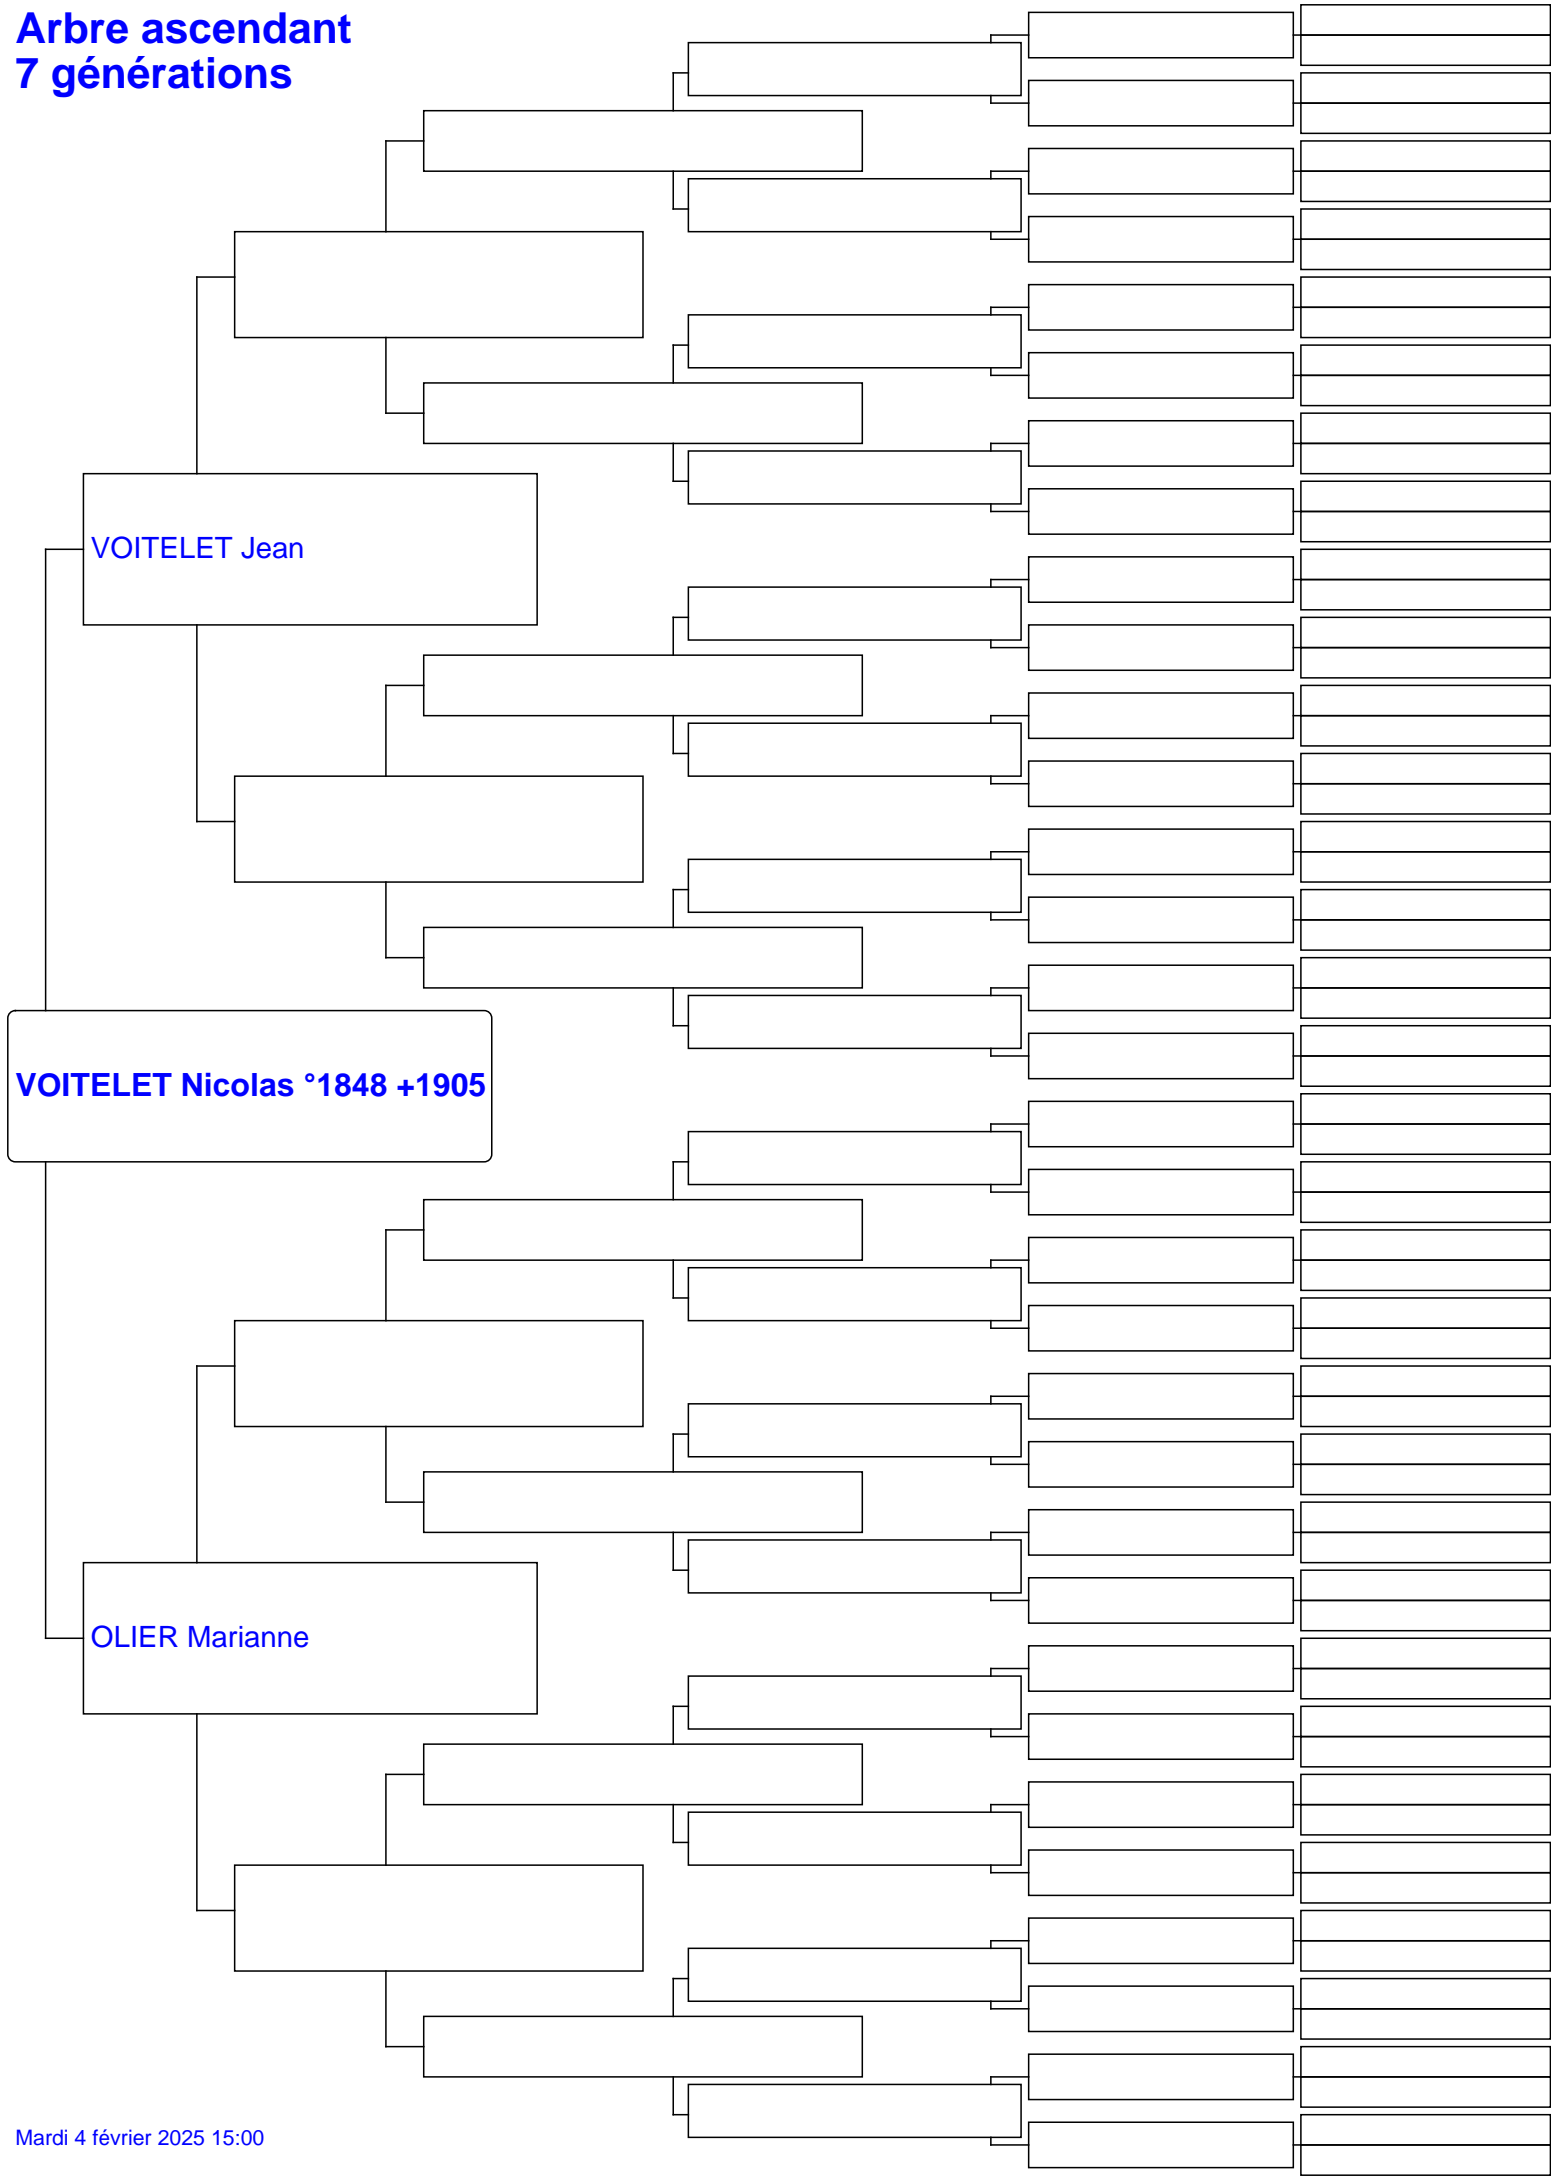 Arbre ascendant
7 générations
VOITELET Jean
VOITELET Nicolas °1848 +1905
OLIER Marianne
Mardi 4 février 2025 15:00